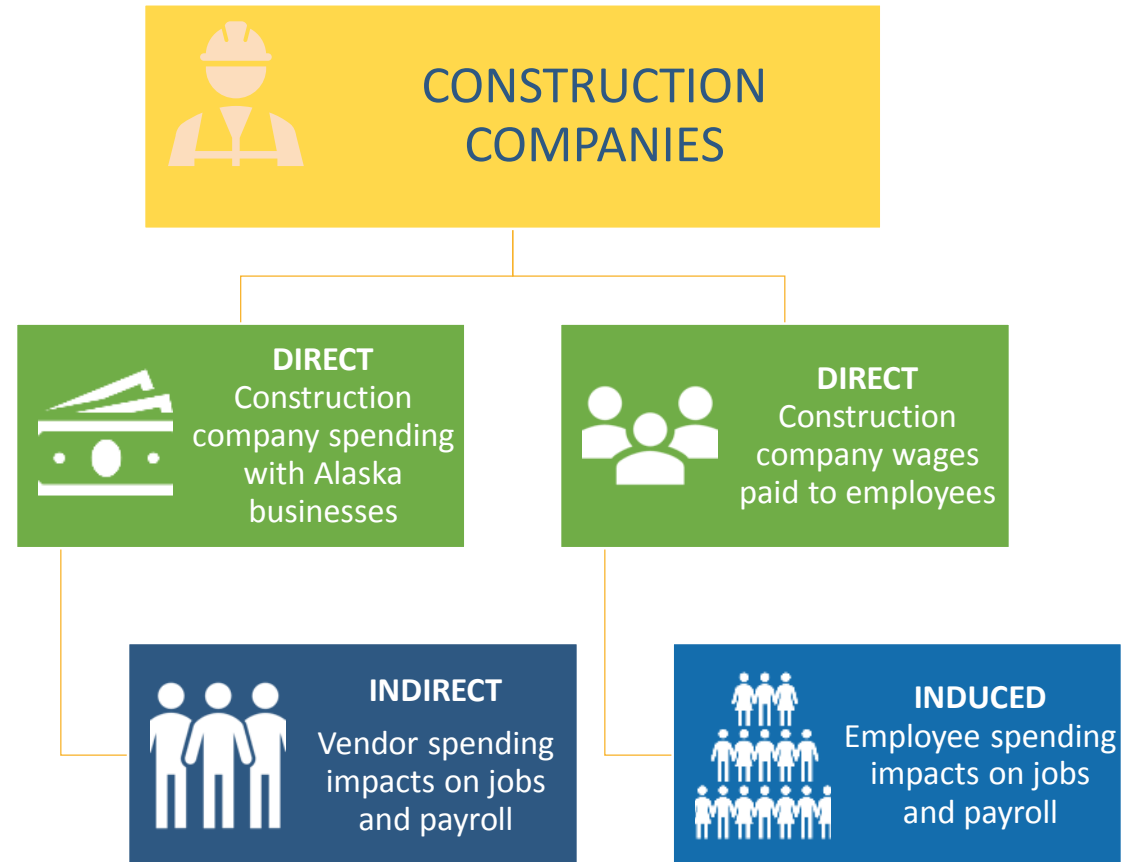 CONSTRUCTION
COMPANIES
DIRECT
Construction
company spending
with Alaska
businesses
DIRECT
Construction
company wages
paid to employees
INDIRECT
Vendor spending
impacts on jobs
and payroll
INDUCED
Employee spending
impacts on jobs
and payroll